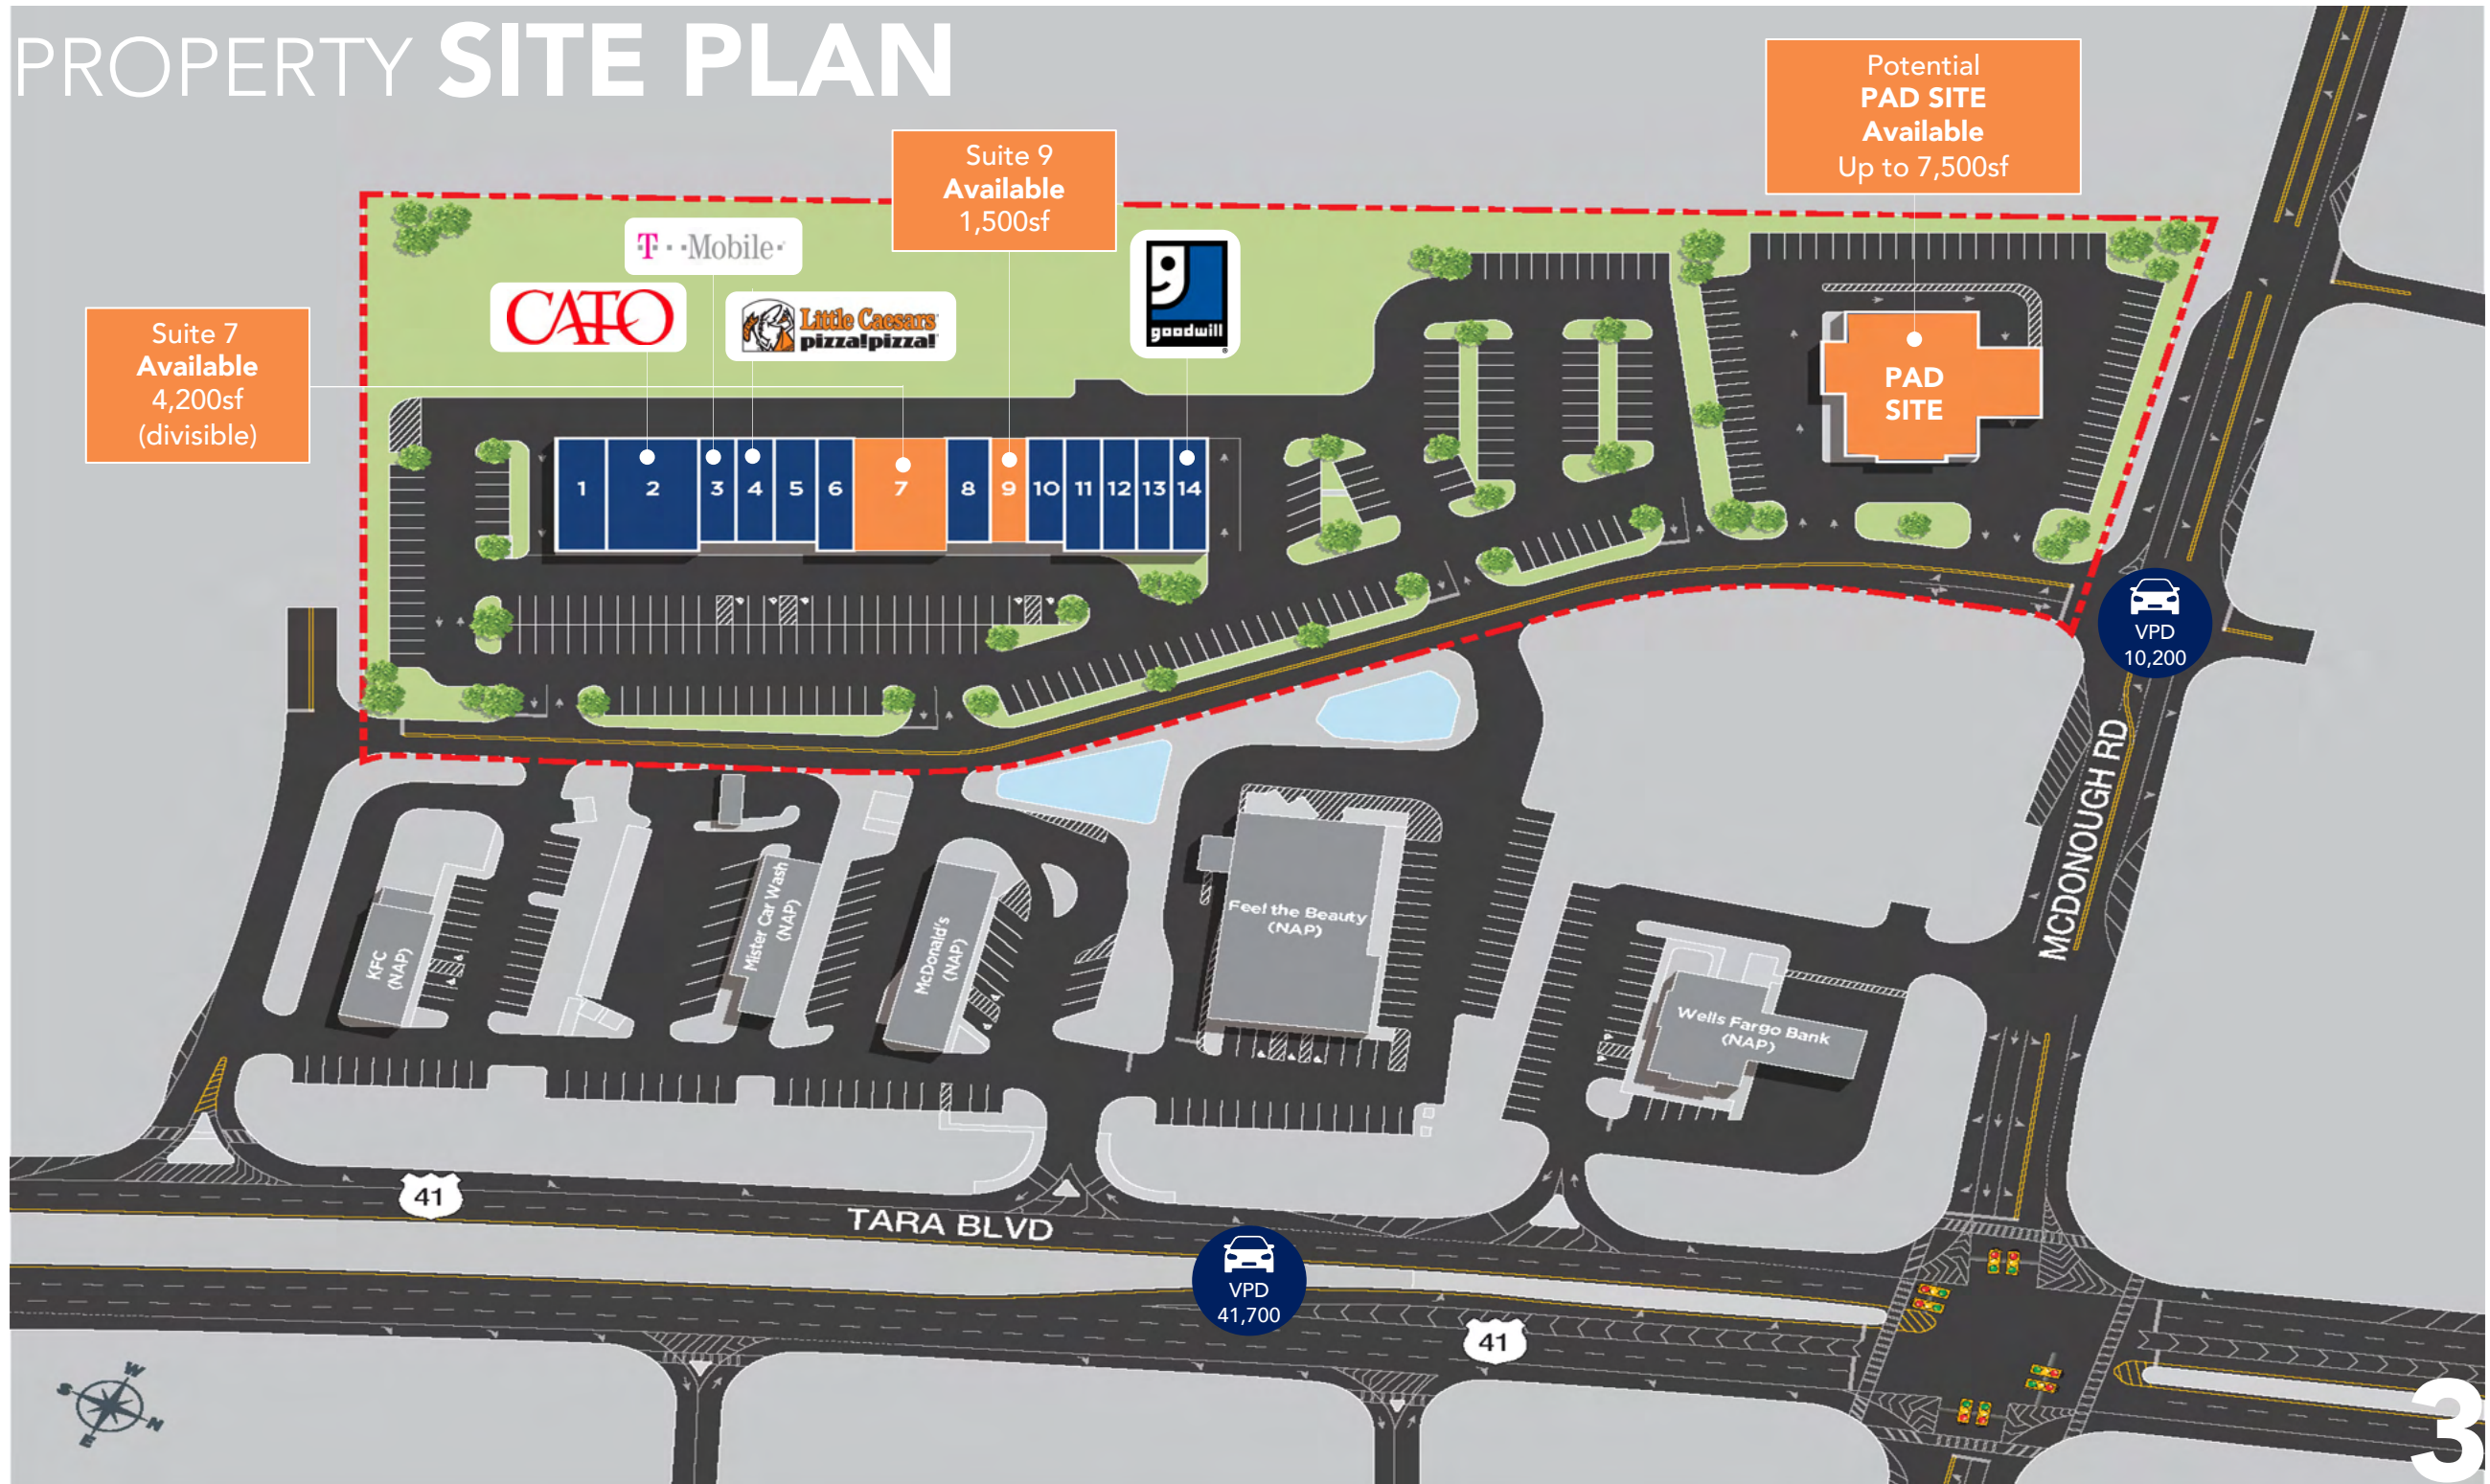 PROPERTY SITE PLAN
Potential
PAD SITE
Available
Up to 7,500sf
Suite 9
Available
1,500sf
T··Mobile·
CATO
Little Caesars
pizza!pizza!
goodwill
®
Suite 7
Available
4,200sf
(divisible)
PAD
SITE
1 2 3 4 5 6 7 8 9 10 11 12 13 14
VPD
10,200
MCDONOUGH RD
KFC
(NAP)
Mister Car Wash
(NAP)
McDonald's
(NAP)
Feel the Beauty
(NAP)
Wells Fargo Bank
(NAP)
41
TARA BLVD
VPD
41,700
41
W
S
N
E
3